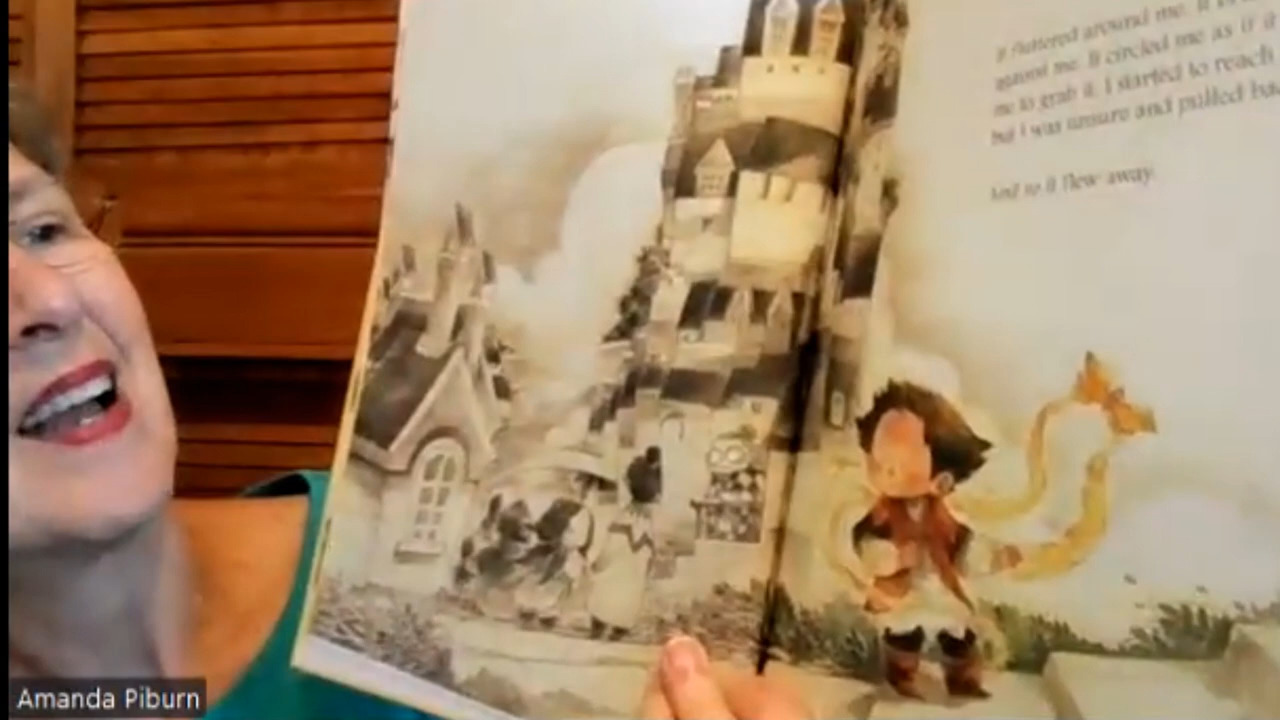 It fluttered around me. It
around me. It circled me as if it
me to grab it. I started to reach
but I was unsure and pulled
And so it flew away.
Amanda Piburn